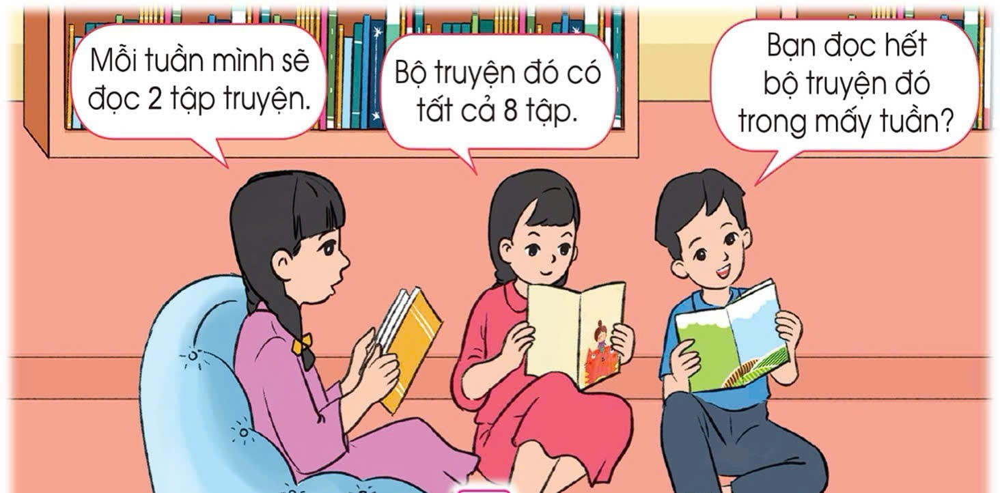 Mỗi tuần mình sẽ
đọc 2 tập truyện.
Bộ truyện đó có
tất cả 8 tập.
Bạn đọc hết
bộ truyện đó
trong mấy tuần?